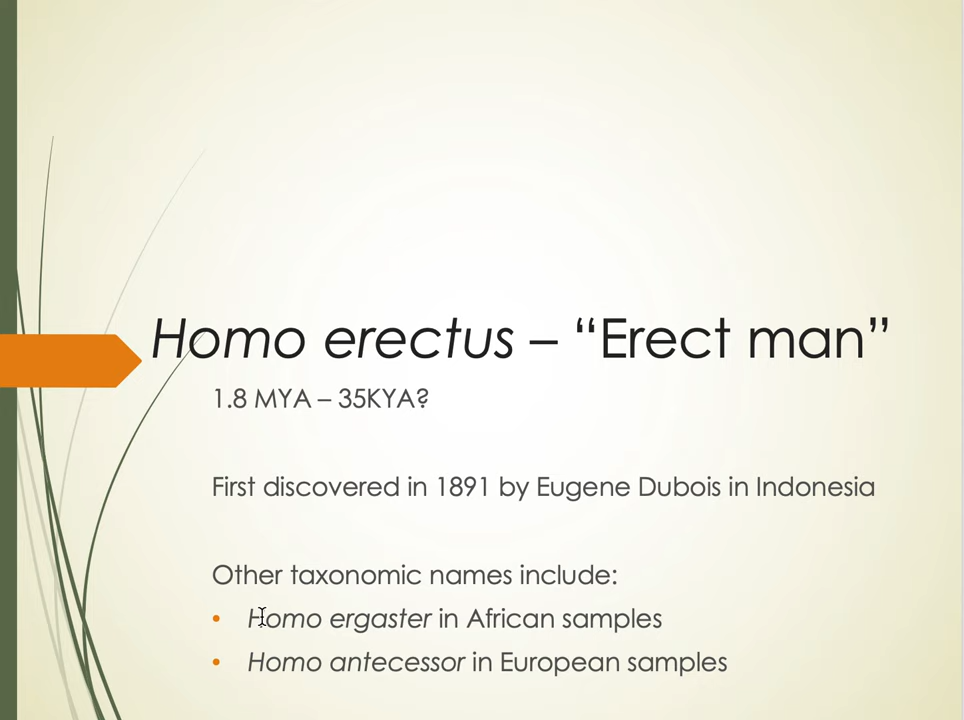 Homo erectus – “Erect man”
1.8 MYA – 35KYA?
First discovered in 1891 by Eugene Dubois in Indonesia
Other taxonomic names include:
• Homo ergaster in African samples
• Homo antecessor in European samples